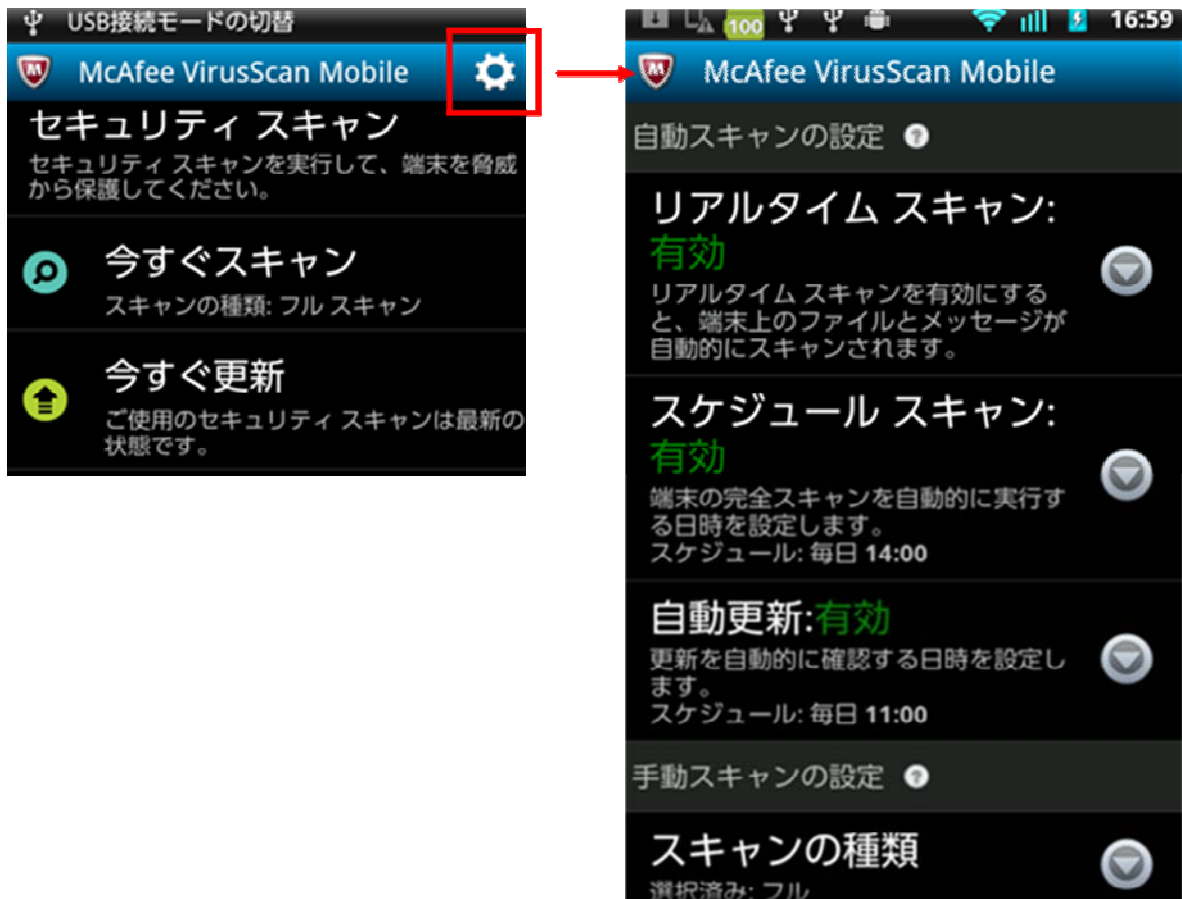 USB接続モードの切替
McAfee VirusScan Mobile
セキュリティ スキャン
セキュリティ スキャンを実行して、端末を脅威
から保護してください。
今すぐスキャン
スキャンの種類: フル スキャン
今すぐ更新
ご使用のセキュリティ スキャンは最新の
状態です。
100
16:59
McAfee VirusScan Mobile
自動スキャンの設定 ?
リアルタイム スキャン:
有効
リアルタイム スキャンを有効にする
と、端末上のファイルとメッセージが
自動的にスキャンされます。
スケジュール スキャン:
有効
端末の完全スキャンを自動的に実行す
る日時を設定します。
スケジュール: 毎日 14:00
自動更新:有効
更新を自動的に確認する日時を設定し
ます。
スケジュール: 毎日 11:00
手動スキャンの設定 ?
スキャンの種類
選択済み: フル